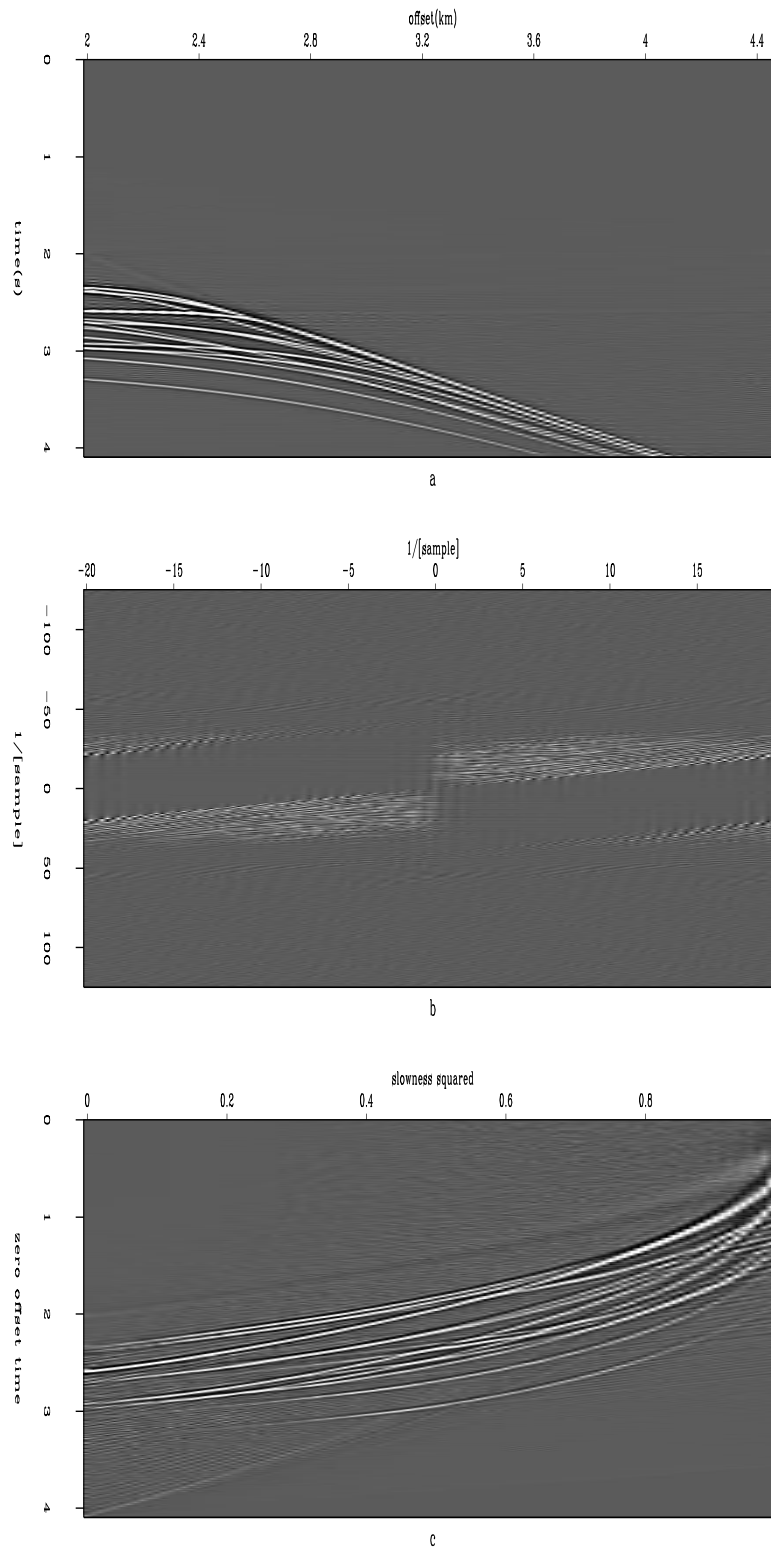 offset(km)
2 2.4 2.8 3.2 3.6 4 4.4
0
1
2
3
4
time(s)
a
1/[sample]
-20 -15 -10 -5 0 5 10 15
-100
-50
0
50
100
1/[sample]
b
slowness squared
0 0.2 0.4 0.6 0.8
0
1
2
3
4
zero offset time
c